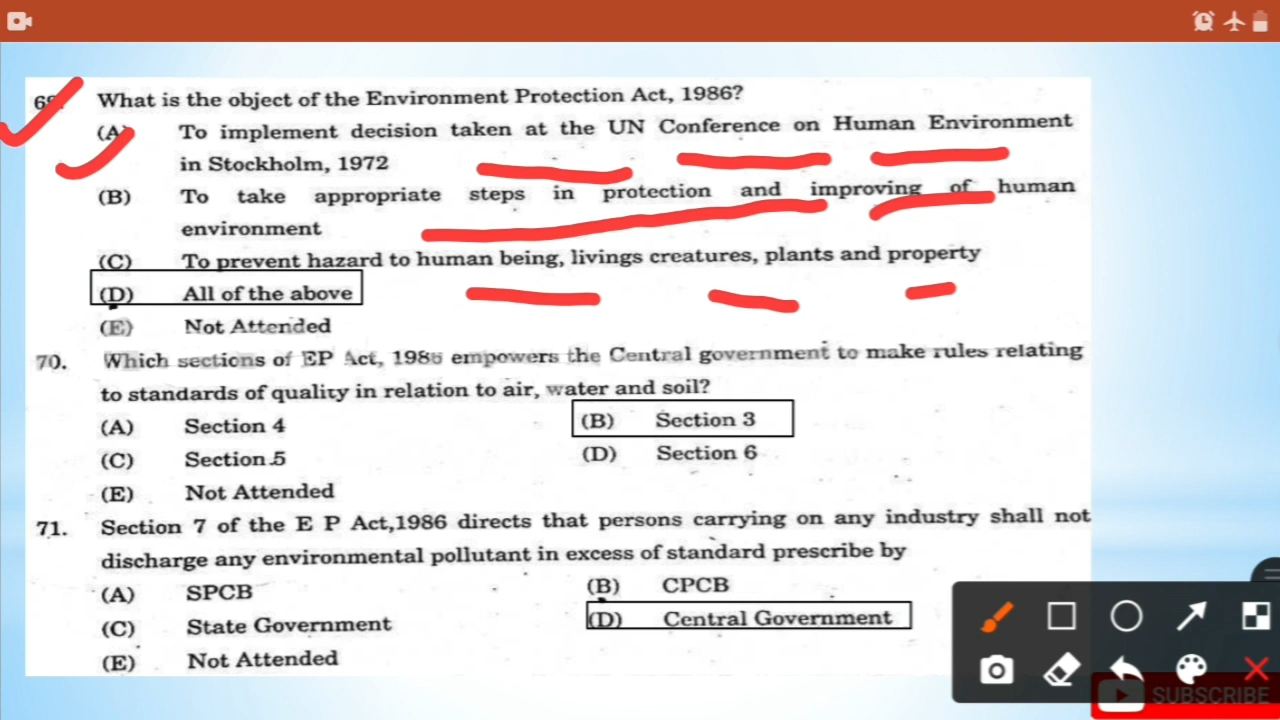 What is the object of the Environment Protection Act, 1986?
(A) To implement decision taken at the UN Conference on Human Environment
in Stockholm, 1972
(B) To take appropriate steps in protection and improving of human
environment
(C) To prevent hazard to human being, livings creatures, plants and property
(D) All of the above
(E) Not Attended
70. Which sections of EP Act, 1986 empowers the Central government to make rules relating
to standards of quality in relation to air, water and soil?
(A) Section 4 (B) Section 3
(C) Section 5 (D) Section 6
(E) Not Attended
71. Section 7 of the E P Act,1986 directs that persons carrying on any industry shall not
discharge any environmental pollutant in excess of standard prescribe by
(A) SPCB (B) CPCB
(C) State Government (D) Central Government
(E) Not Attended
SUBSCRIBE